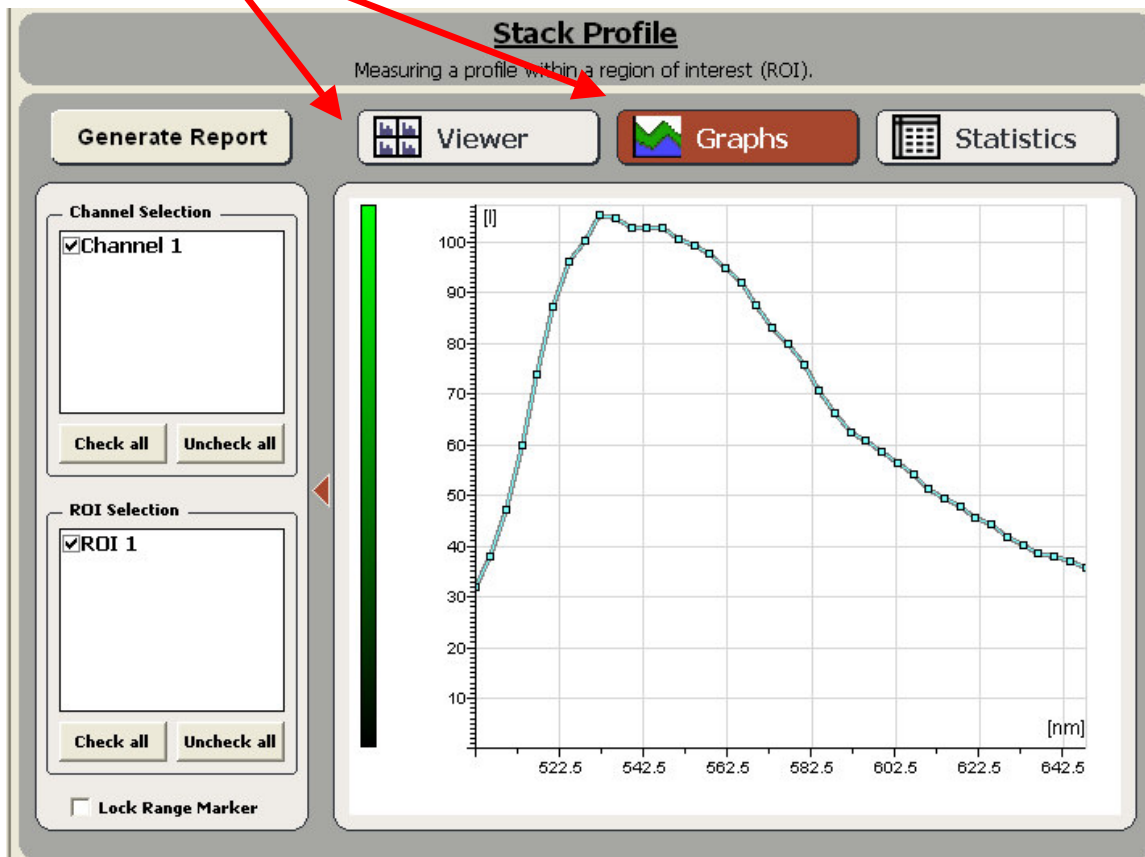 Stack Profile
Measuring a profile within a region of interest (ROI).
Generate Report
Viewer
Graphs
Statistics
Channel Selection
Channel 1
Check all
Uncheck all
ROI Selection
ROI 1
Check all
Uncheck all
Lock Range Marker
[I]
100
90
80
70
60
50
40
30
20
10
[nm]
522.5 542.5 562.5 582.5 602.5 622.5 642.5